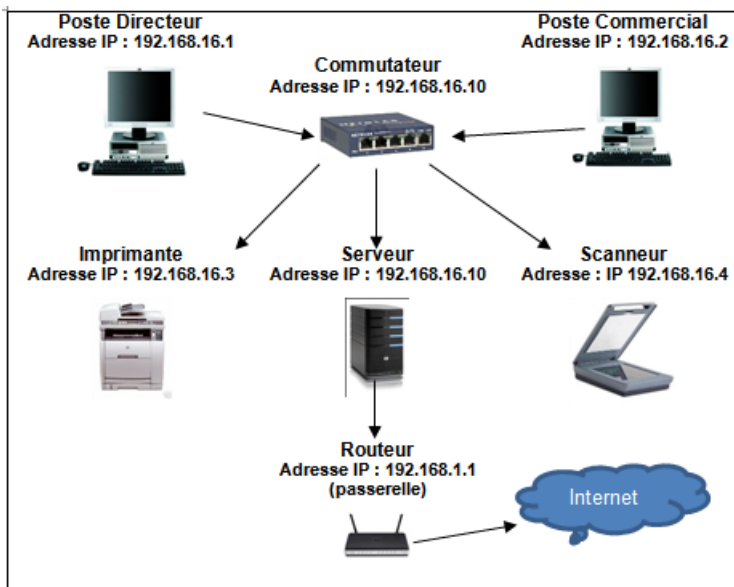 Poste Directeur
Adresse IP : 192.168.16.1
Poste Commercial
Adresse IP : 192.168.16.2
Commutateur
Adresse IP : 192.168.16.10
NETGEAR
Imprimante
Adresse IP : 192.168.16.3
Serveur
Adresse IP : 192.168.16.10
Scanneur
Adresse : IP 192.168.16.4
Routeur
Adresse IP : 192.168.1.1
(passerelle)
Internet